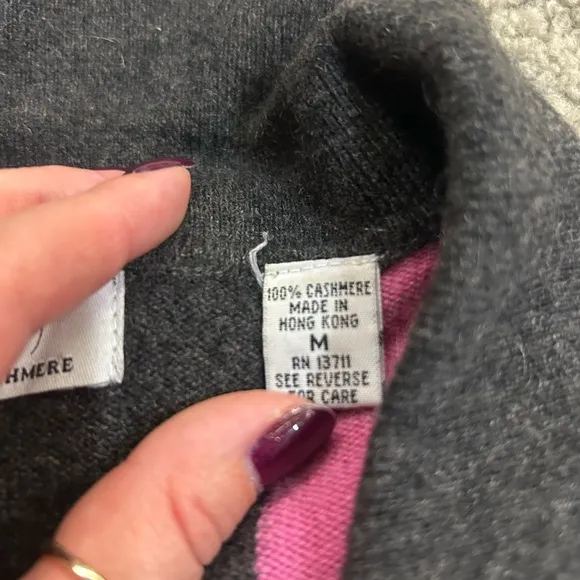 100% CASHMERE
MADE IN
HONG KONG
M
RN 13711
SEE REVERSE
FOR CARE
HMERE